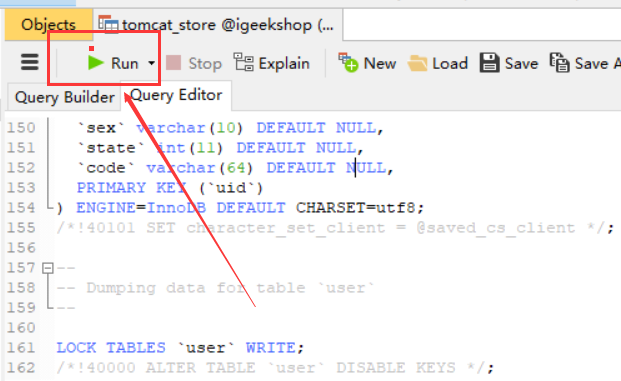 Objects tomcat_store @igeekshop (...
Run Stop Explain New Load Save Save A
Query Builder Query Editor
150 `sex` varchar(10) DEFAULT NULL,
151 `state` int(11) DEFAULT NULL,
152 `code` varchar(64) DEFAULT NULL,
153 PRIMARY KEY (`uid`)
154 ) ENGINE=InnoDB DEFAULT CHARSET=utf8;
155 /*!40101 SET character_set_client = @saved_cs_client */;
156
157 --
158 -- Dumping data for table `user`
159 --
160
161 LOCK TABLES `user` WRITE;
162 /*!40000 ALTER TABLE `user` DISABLE KEYS */;